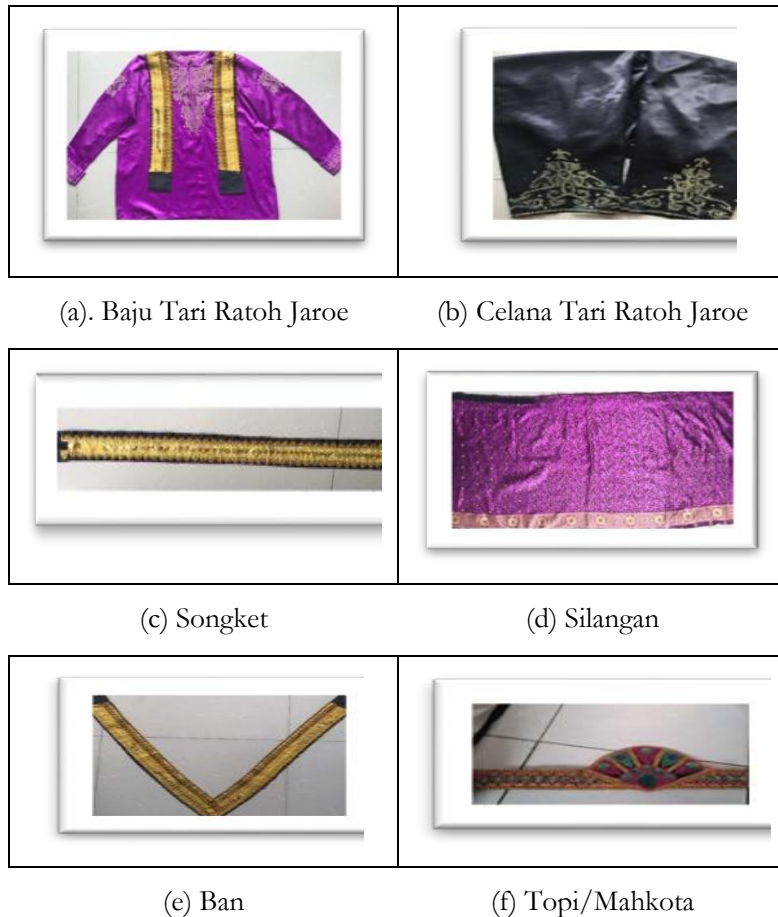 (a). Baju Tari Ratoh Jaroe
(b) Celana Tari Ratoh Jaroe
(c) Songket
(d) Silangan
(e) Ban
(f) Topi/Mahkota